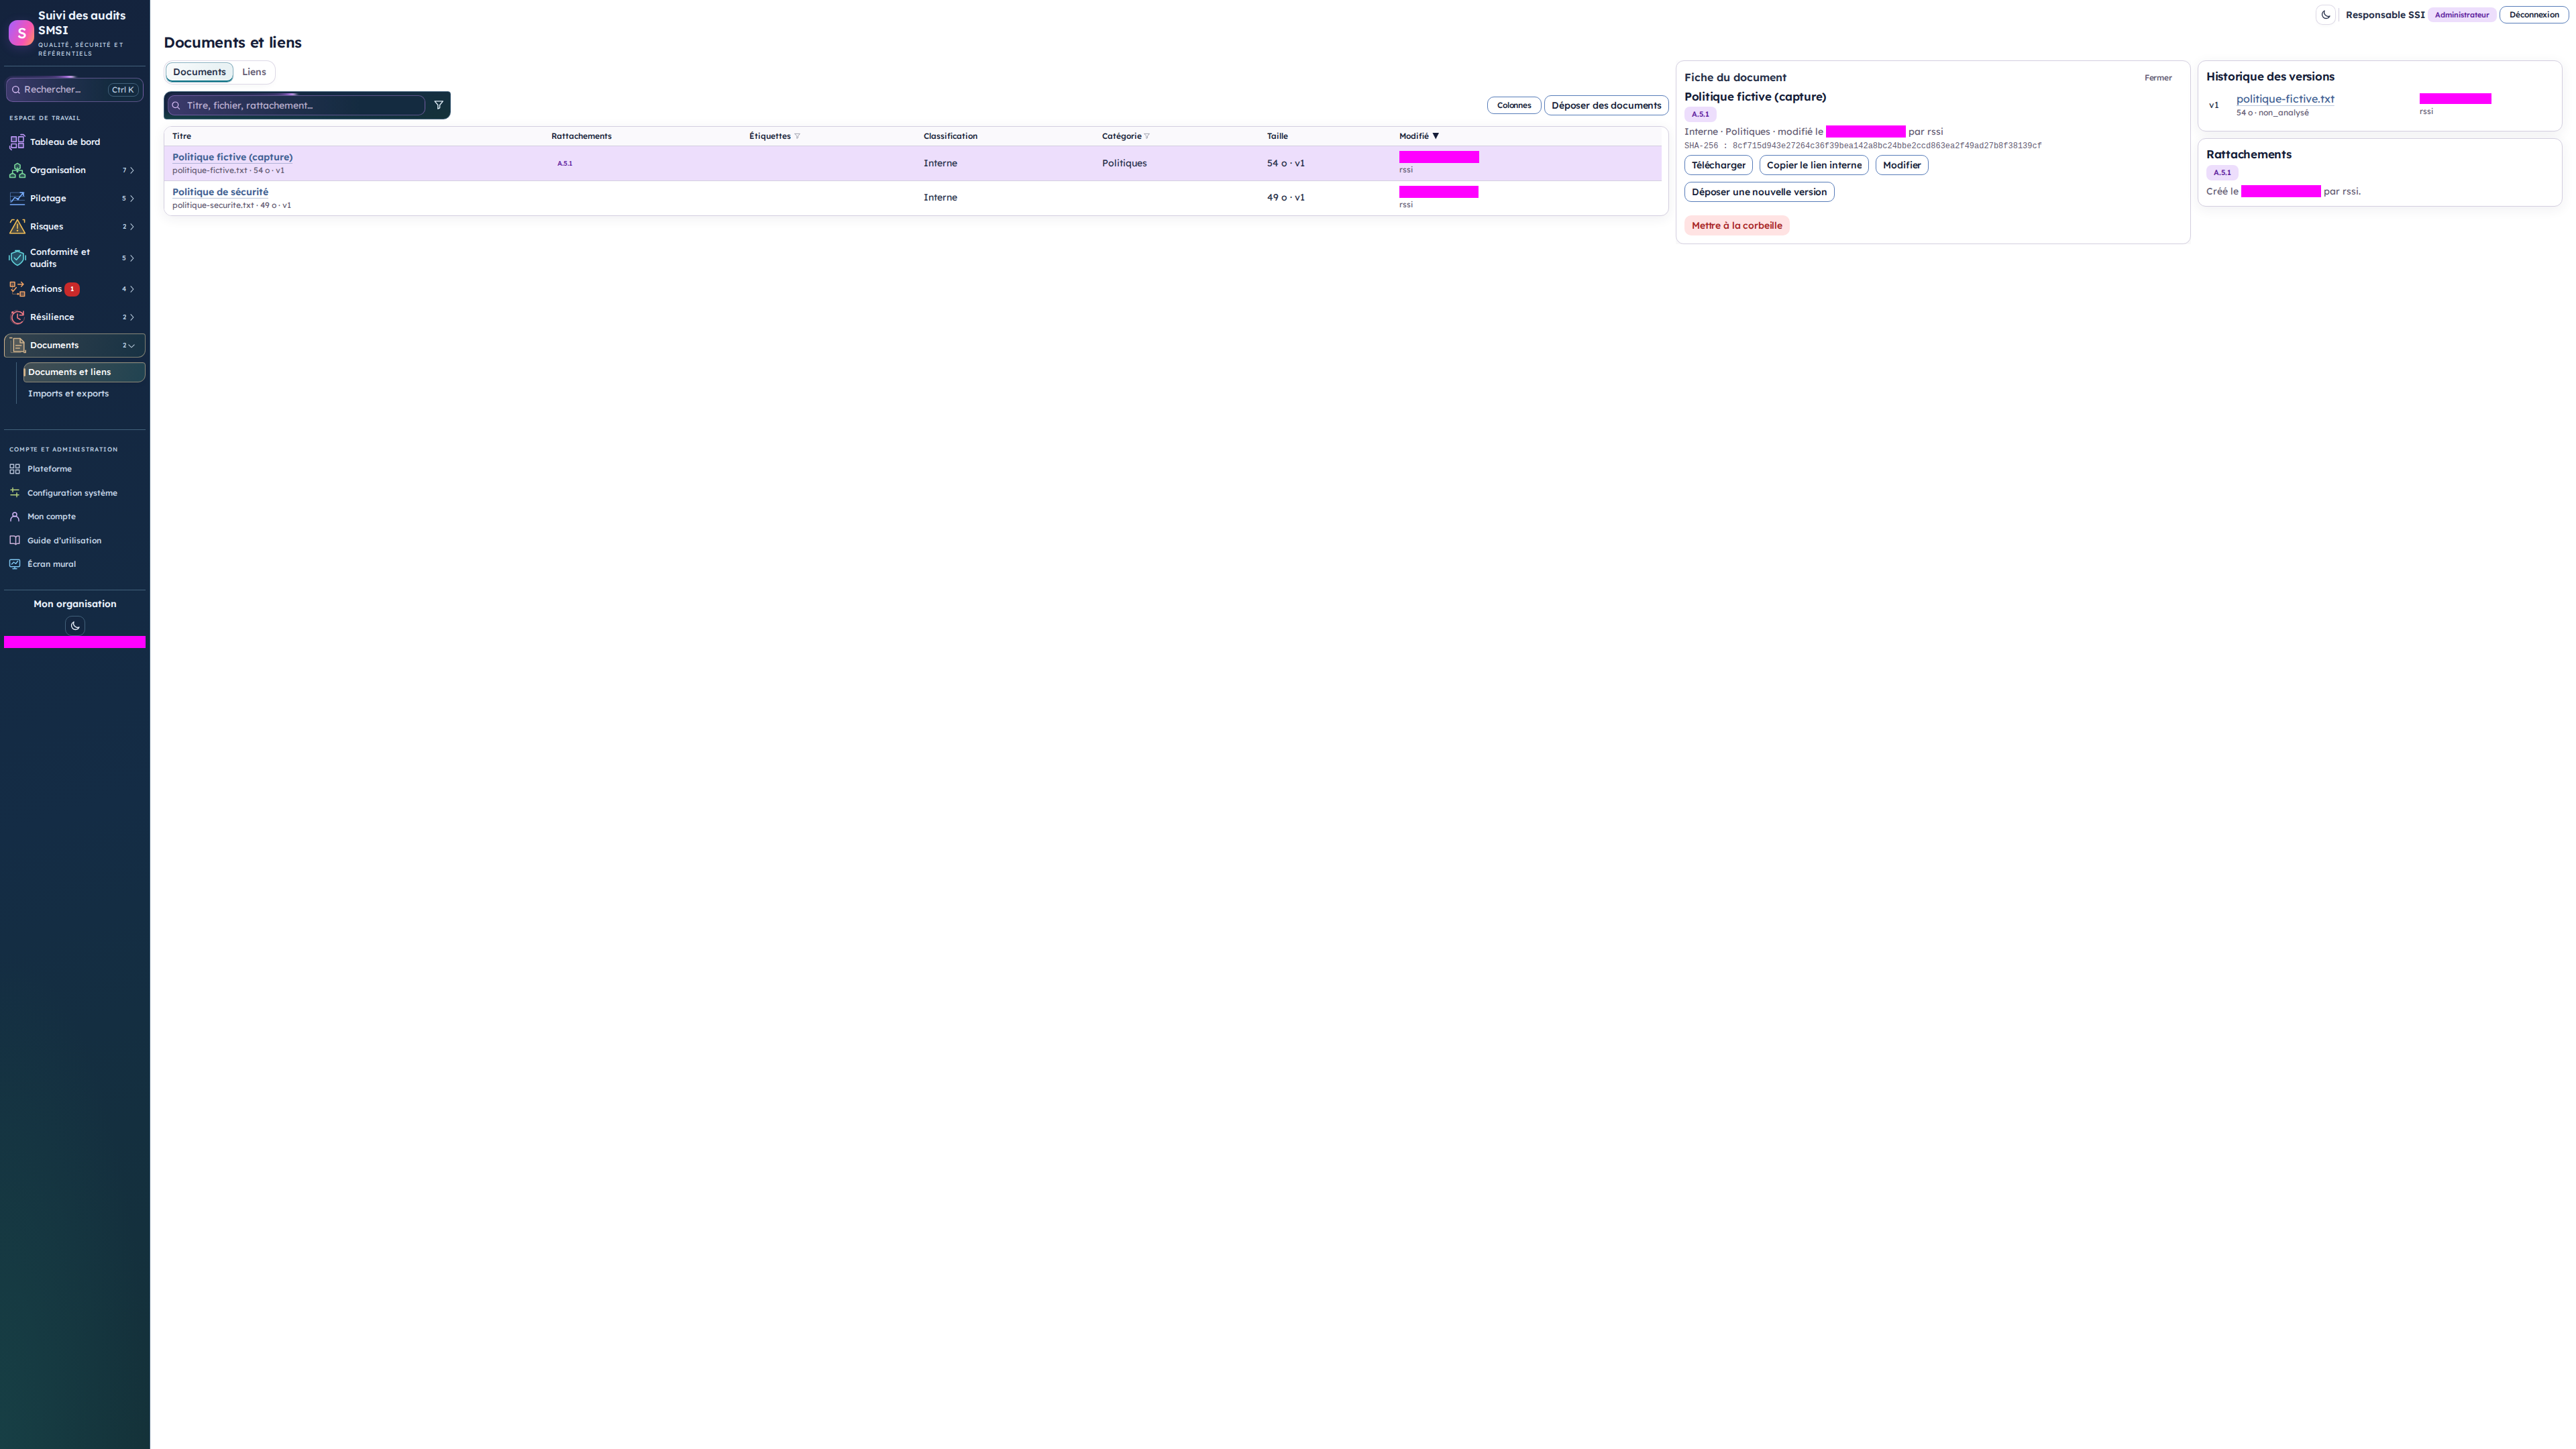 Suivi des audits
SMSI
QUALITÉ, SÉCURITÉ ET
RÉFÉRENTIELS
Rechercher... Ctrl K
ESPACE DE TRAVAIL
Tableau de bord
Organisation 7
Pilotage 5
Risques 2
Conformité et
audits 5
Actions 1 4
Résilience 2
Documents 2
Documents et liens
Imports et exports
COMPTE ET ADMINISTRATION
Plateforme
Configuration système
Mon compte
Guide d'utilisation
Écran mural
Mon organisation
Responsable SSI Administrateur Déconnexion
Documents et liens
Documents Liens
Titre, fichier, rattachement...
Colonnes Déposer des documents
Titre Rattachements Étiquettes Classification Catégorie Taille Modifié ▼
Politique fictive (capture)
politique-fictive.txt · 54 o · v1
A.5.1 Interne Politiques 54 o · v1
rssi
Politique de sécurité
politique-securite.txt · 49 o · v1
Interne 49 o · v1
rssi
Fiche du document Fermer
Politique fictive (capture)
A.5.1
Interne · Politiques · modifié le par rssi
SHA-256 : 8cf715d943e27264c36f39bea142a8bc24bbe2ccd863ea2f49ad27b8f38139cf
Télécharger Copier le lien interne Modifier
Déposer une nouvelle version
Mettre à la corbeille
Historique des versions
v1 politique-fictive.txt
54 o · non_analysé
rssi
Rattachements
A.5.1
Créé le par rssi.
S